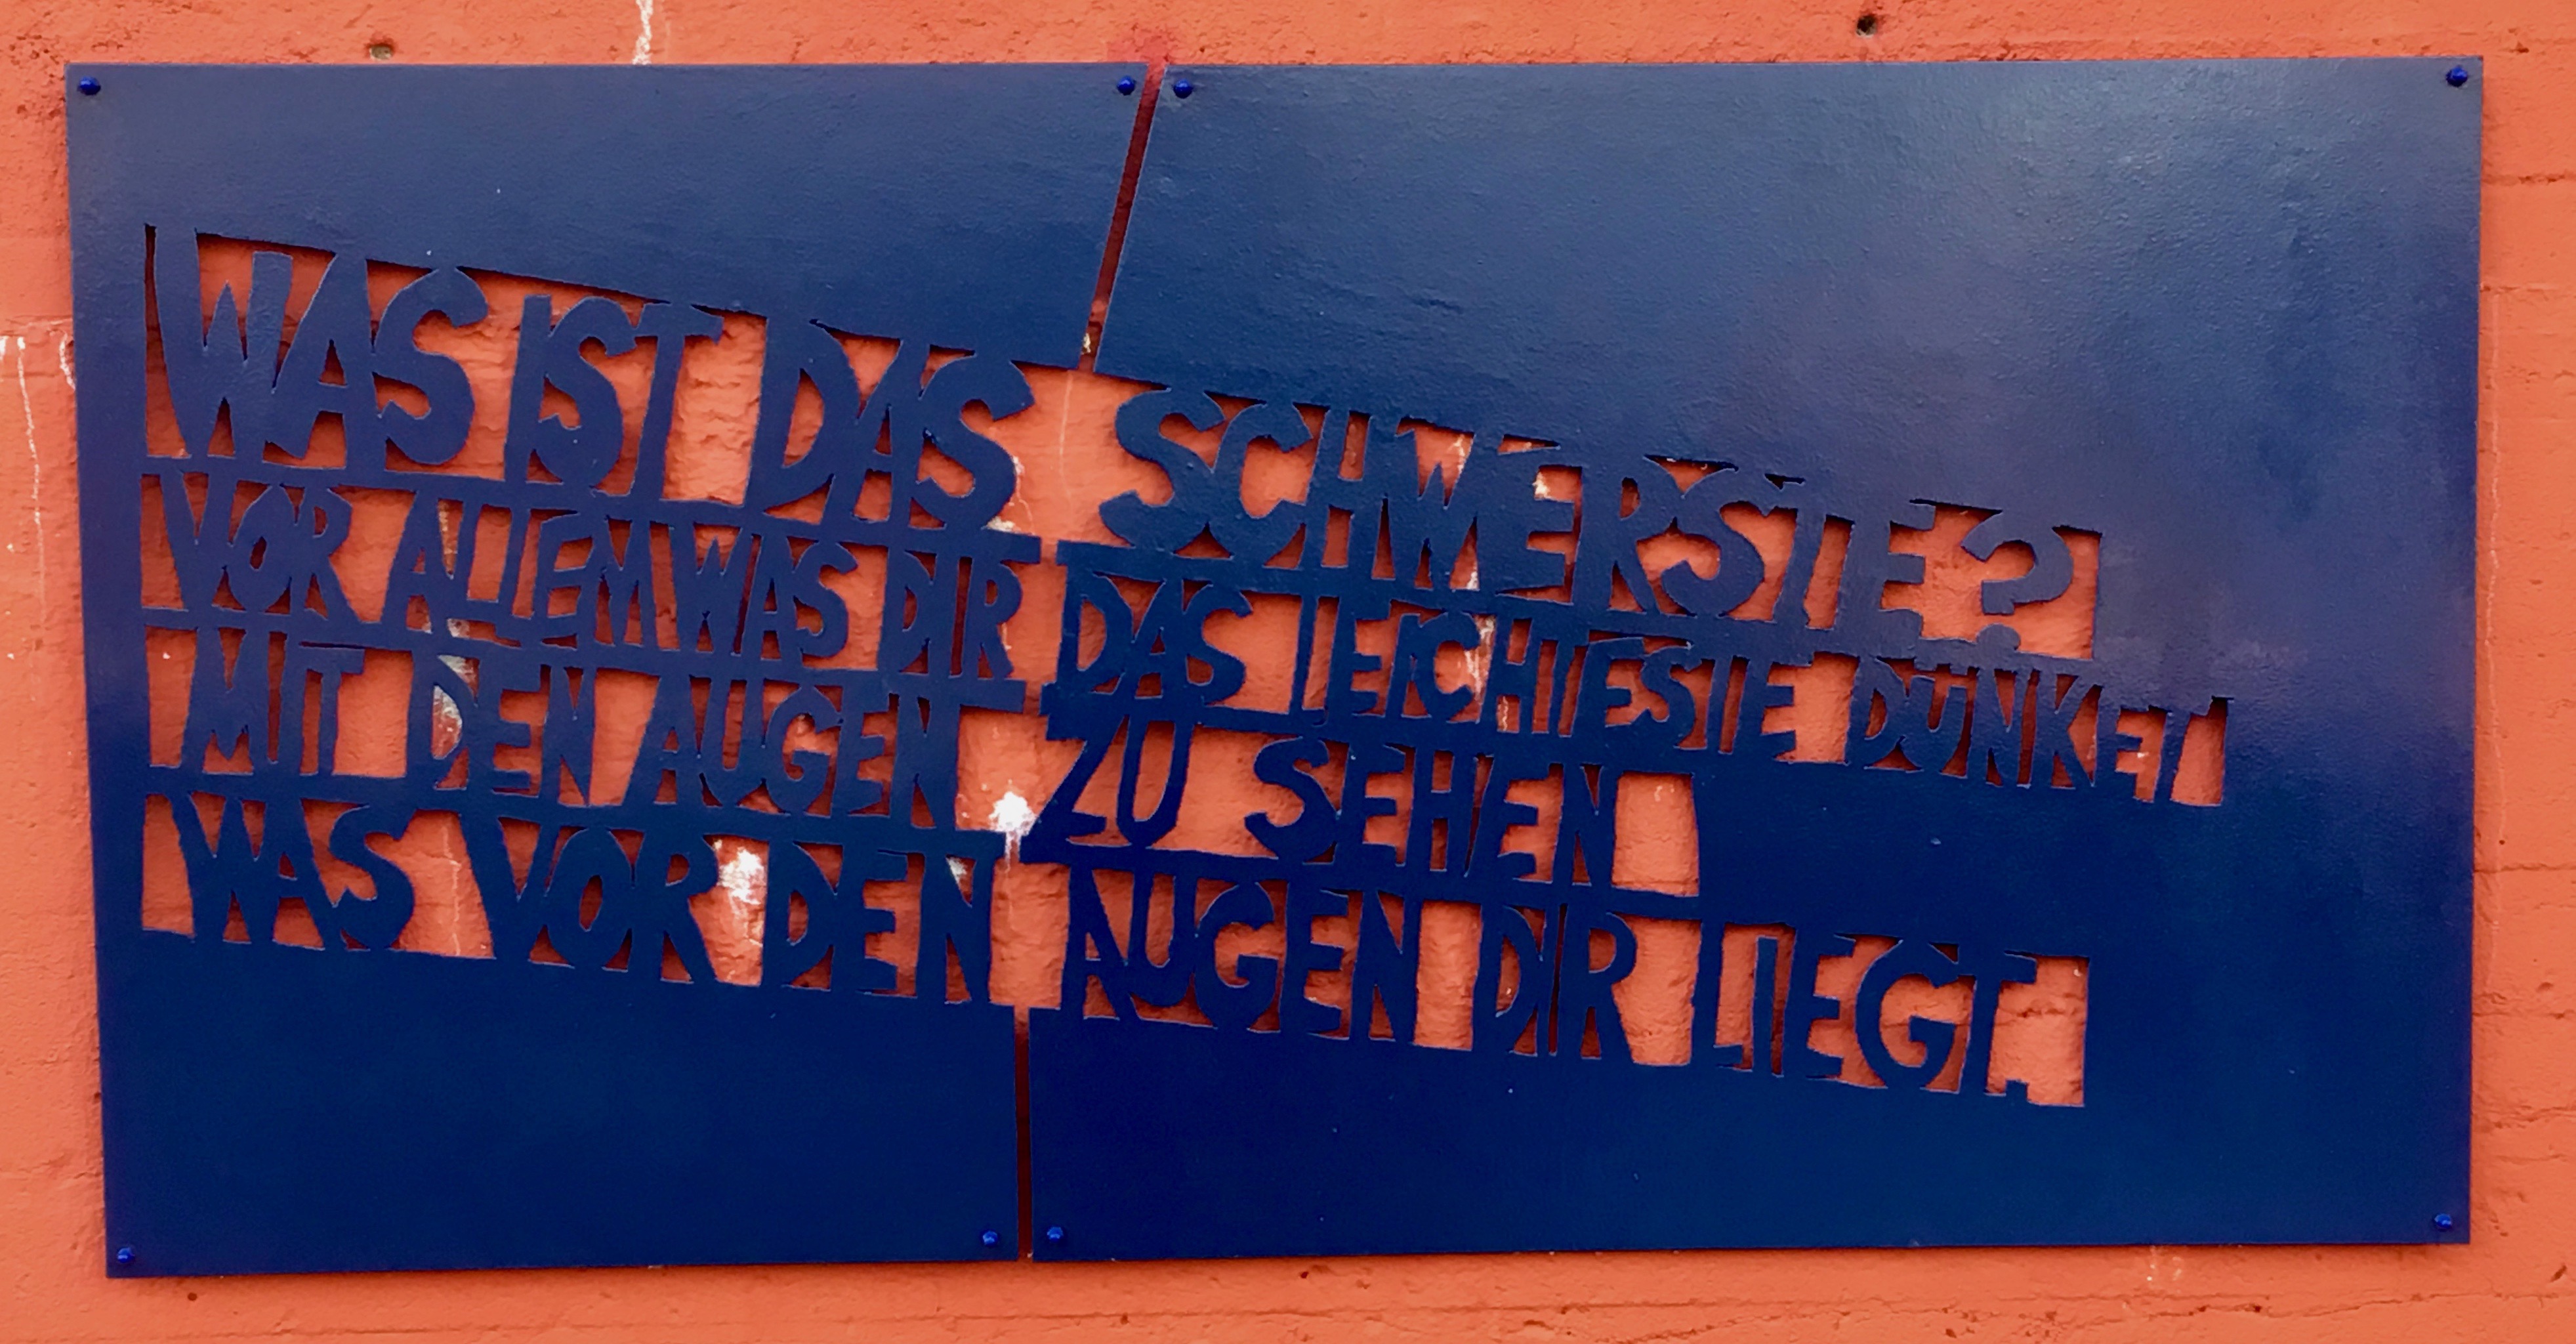 WAS IST DAS SCHWERSTE?
VOR ALLEM WAS DIR DAS LEICHTESTE DÜNKET
MIT DEN AUGEN ZU SEHEN
WAS VOR DEN AUGEN DIR LIEGT.